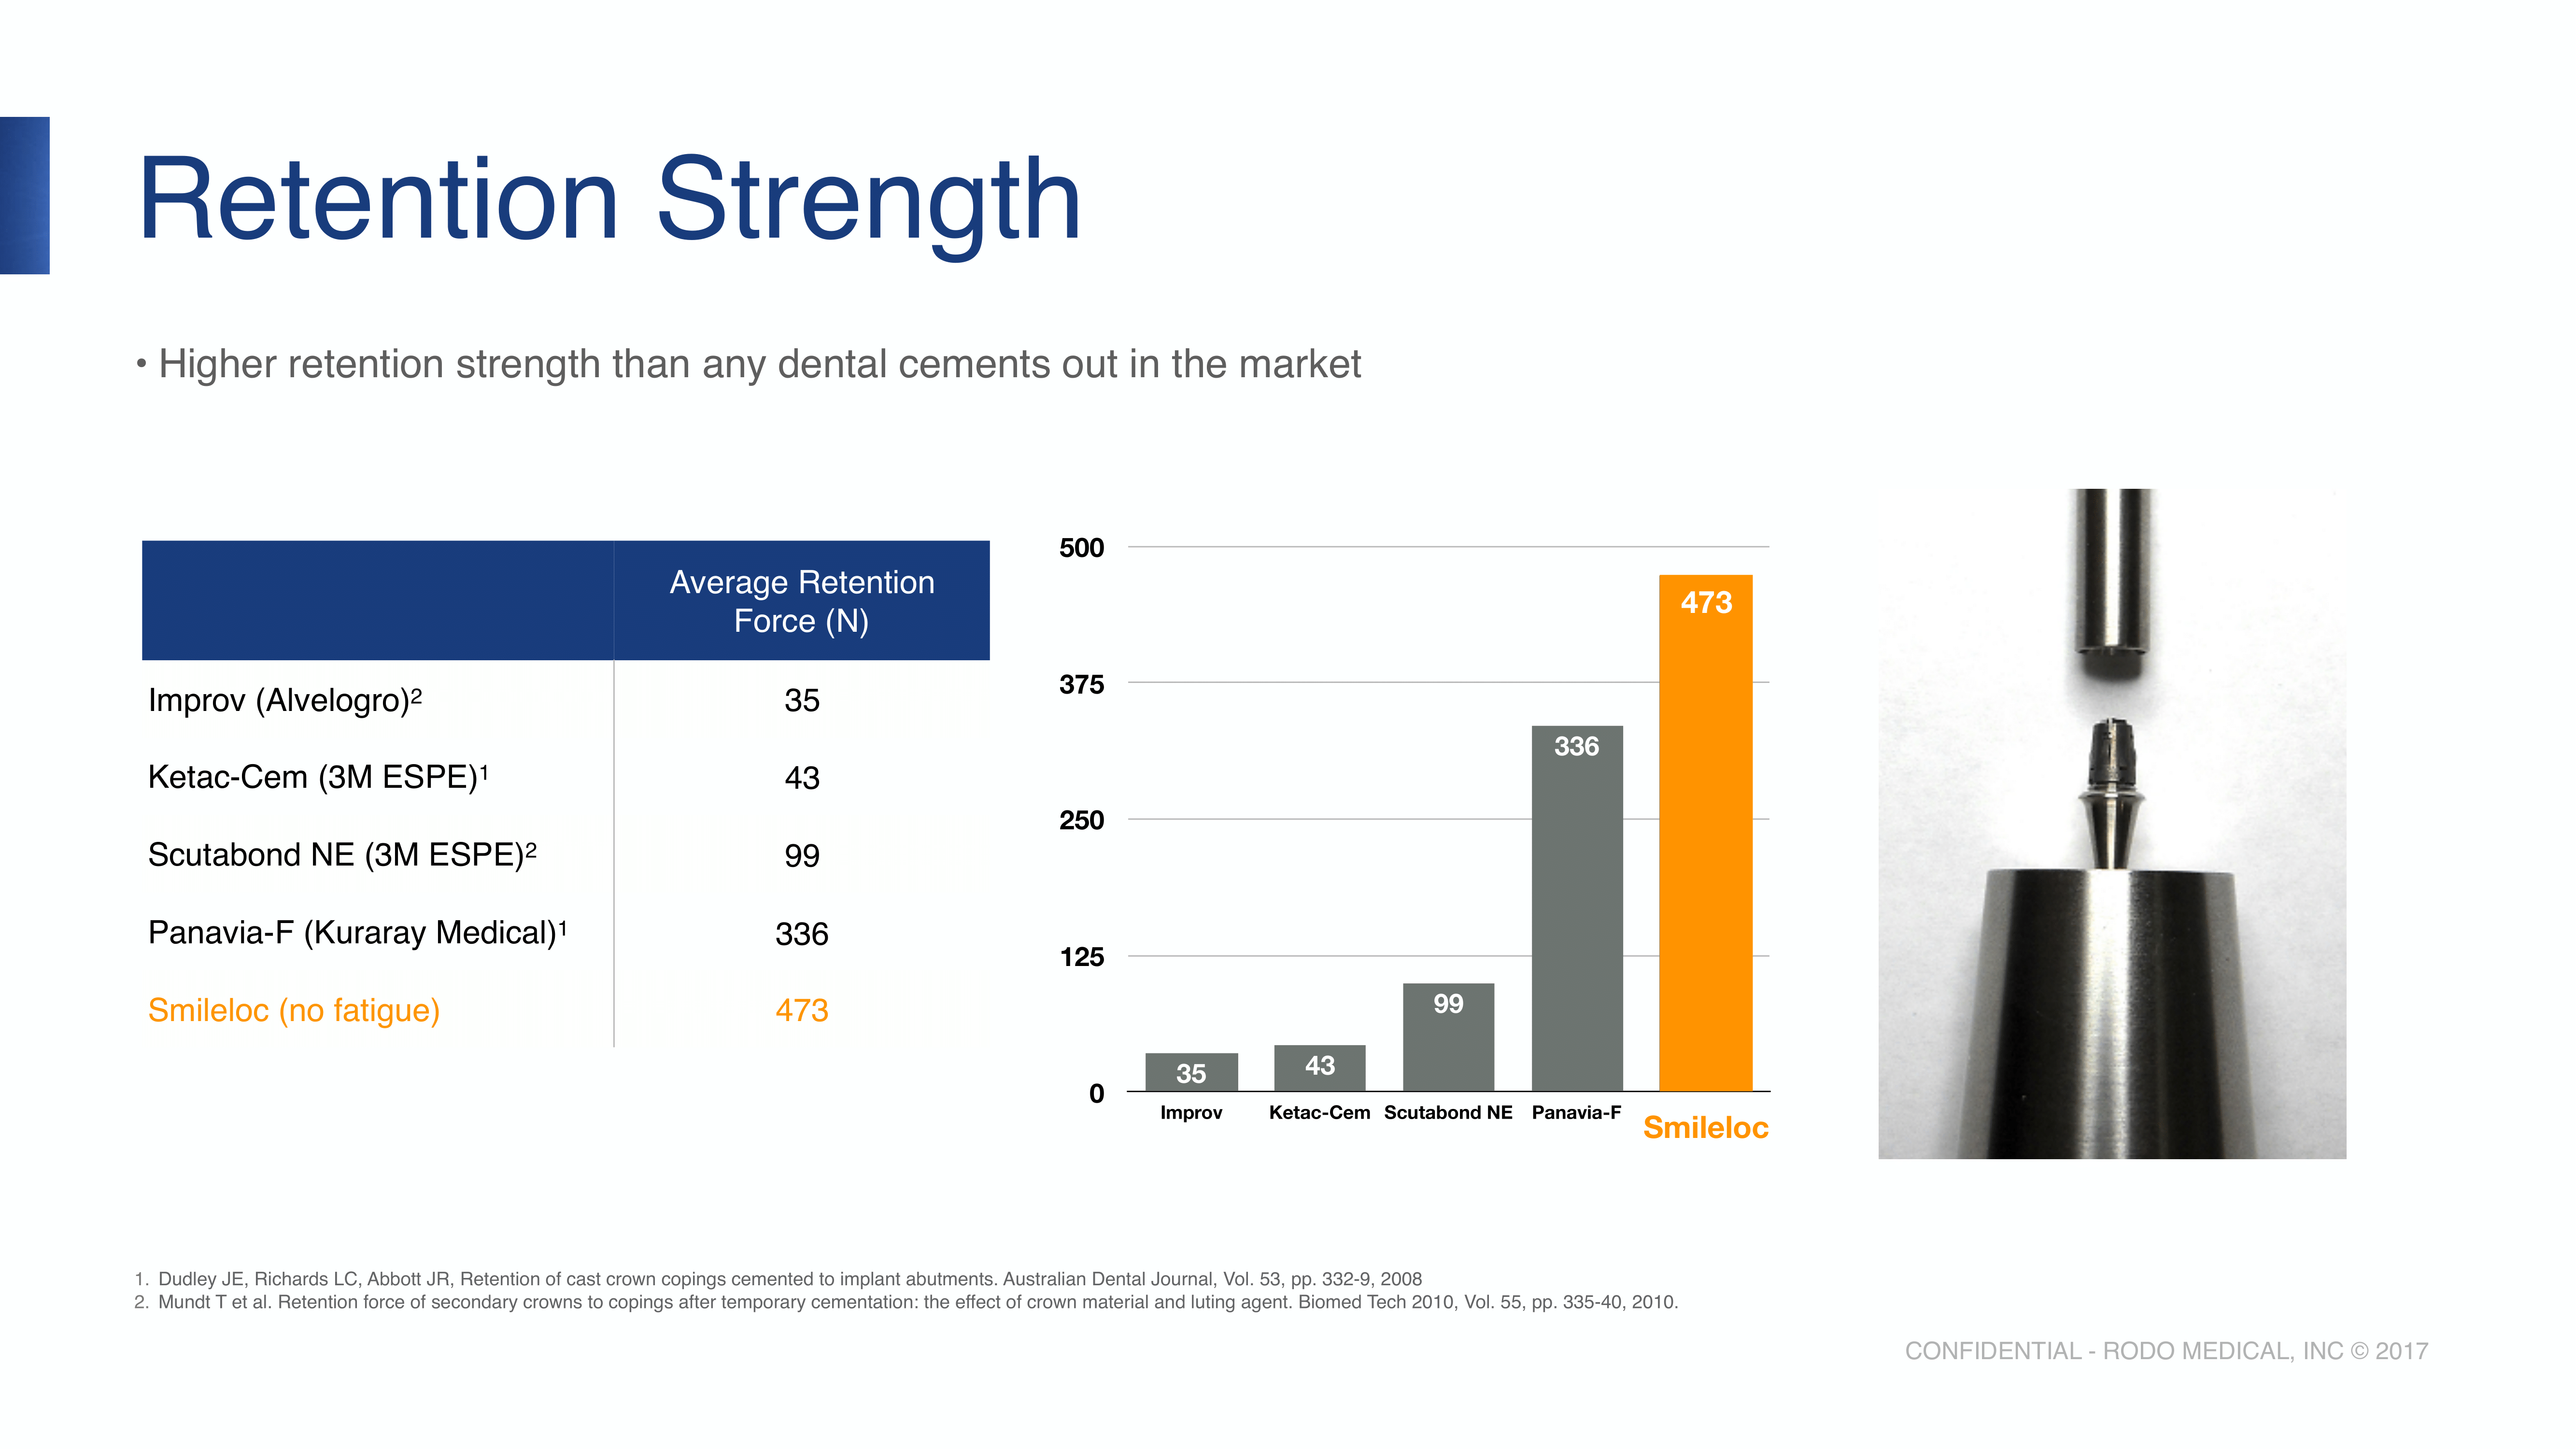 Retention Strength
• Higher retention strength than any dental cements out in the market
Average Retention
Force (N)
Improv (Alvelogro)2 35
Ketac-Cem (3M ESPE)1 43
Scutabond NE (3M ESPE)2 99
Panavia-F (Kuraray Medical)1 336
Smileloc (no fatigue) 473
500
375
250
125
0
35
43
99
336
473
Improv Ketac-Cem Scutabond NE Panavia-F Smileloc
1. Dudley JE, Richards LC, Abbott JR, Retention of cast crown copings cemented to implant abutments. Australian Dental Journal, Vol. 53, pp. 332-9, 2008
2. Mundt T et al. Retention force of secondary crowns to copings after temporary cementation: the effect of crown material and luting agent. Biomed Tech 2010, Vol. 55, pp. 335-40, 2010.
CONFIDENTIAL - RODO MEDICAL, INC © 2017